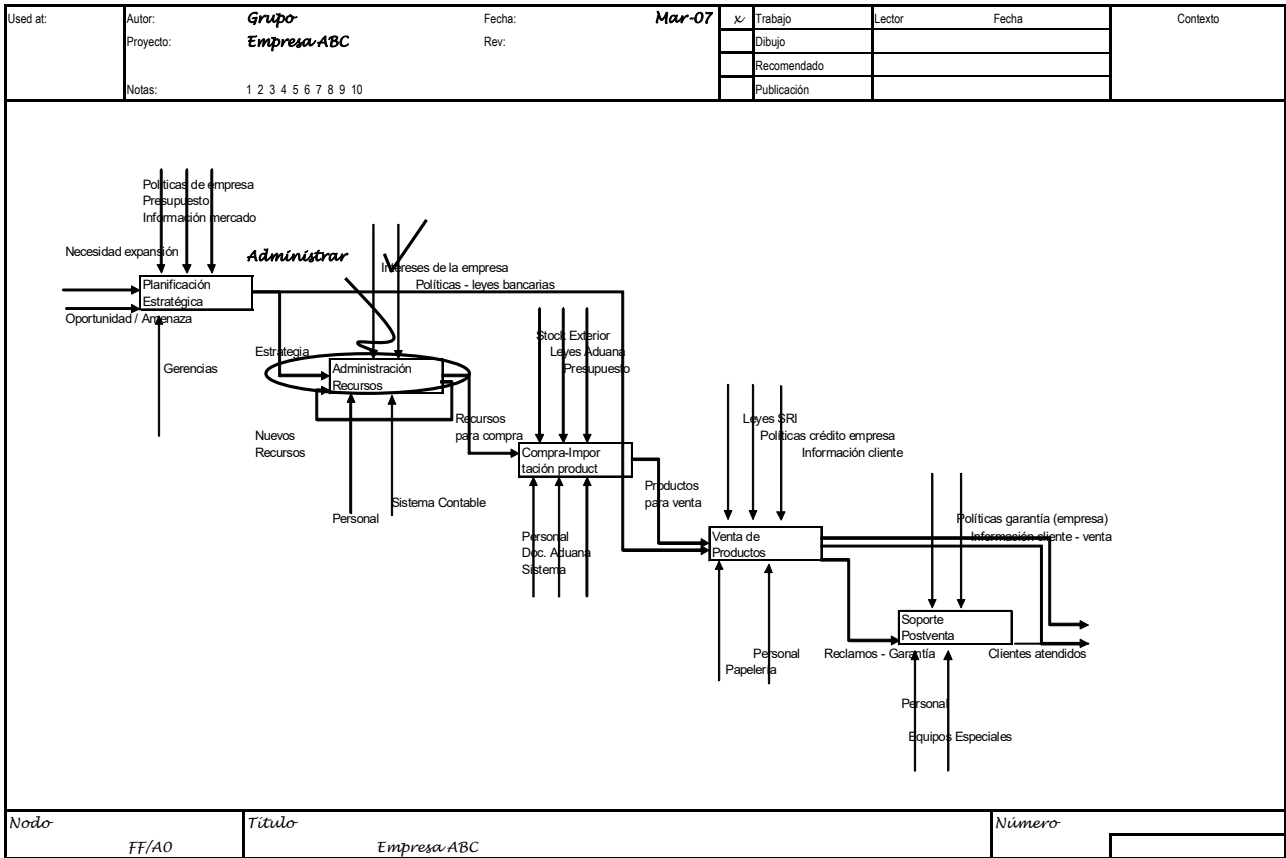 Used at:
Autor: Grupo Fecha: Mar-07
x Trabajo
Lector Fecha
Contexto
Proyecto: Empresa ABC Rev:
Dibujo
Recomendado
Notas: 1 2 3 4 5 6 7 8 9 10
Publicación
Políticas de empresa
Presupuesto
Información mercado
Necesidad expansión
Administrar
Intereses de la empresa
Políticas - leyes bancarias
Planificación
Estratégica
Oportunidad / Amenaza
Gerencias
Estrategia
Administración
Recursos
Stock Exterior
Leyes Aduana
Presupuesto
Nuevos
Recursos
Recursos
para compra
Compra-Impor
tación product
Personal
Sistema Contable
Leyes SRI
Políticas crédito empresa
Información cliente
Productos
para venta
Personal
Doc. Aduana
Sistema
Venta de
Productos
Políticas garantía (empresa)
Información cliente - venta
Soporte
Postventa
Personal
Papelería
Reclamos - Garantía
Clientes atendidos
Personal
Equipos Especiales
Nodo
FF/A0
Título
Empresa ABC
Número